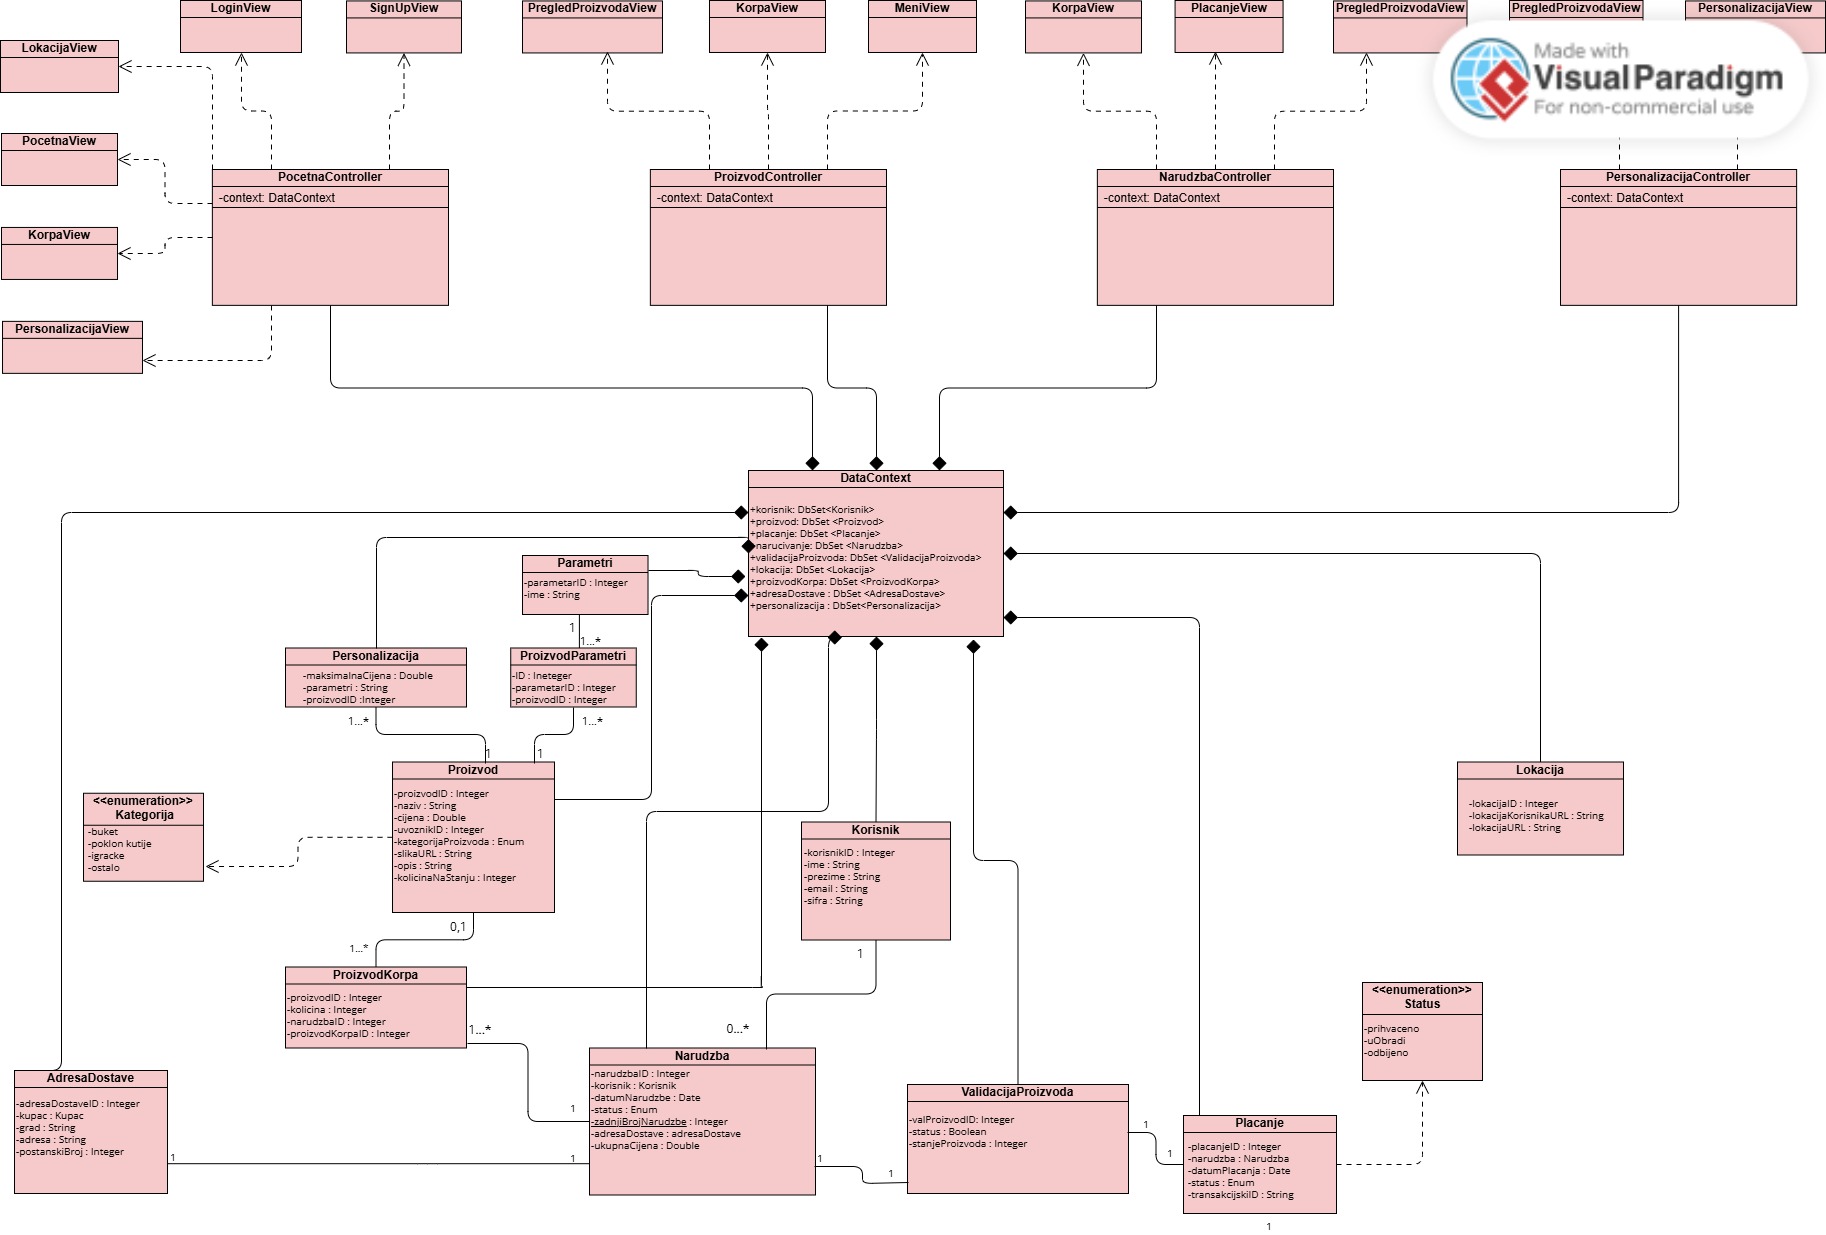 LoginView
SignUpView
PregledProizvodaView
KorpaView
MeniView
KorpaView
PlacanjeView
PregledProizvodaView
PregledProizvodaView
PersonalizacijaView
LokacijaView
PocetnaView
KorpaView
PersonalizacijaView
Made with
Visual Paradigm
For non-commercial use
PocetnaController
-context: DataContext
ProizvodController
-context: DataContext
NarudzbaController
-context: DataContext
PersonalizacijaController
-context: DataContext
DataContext
+korisnik: DbSet<Korisnik>
+proizvod: DbSet <Proizvod>
+placanje: DbSet <Placanje>
narucivanje: DbSet <Narudzba>
+validacijaProizvoda: DbSet <ValidacijaProizvoda>
+lokacija: DbSet <Lokacija>
+proizvodKorpa: DbSet <ProizvodKorpa>
+adresaDostave : DbSet <AdresaDostave>
+personalizacija : DbSet<Personalizacija>
Parametri
-parametarID : Integer
-ime : String
1
1...*
Personalizacija
-maksimalnaCijena : Double
-parametri : String
-proizvodID :Integer
1...*
1
ProizvodParametri
-ID : Ineteger
-parametarID : Integer
-proizvodID : Integer
1...*
1
Proizvod
-proizvodID : Integer
-naziv : String
-cijena : Double
-uvoznikID : Integer
-kategorijaProizvoda : Enum
-slikaURL : String
-opis : String
-kolicinaNaStanju : Integer
0,1
1...*
<<enumeration>>
Kategorija
-buket
-poklon kutije
-igracke
-ostalo
Lokacija
-lokacijaID : Integer
-lokacijaKorisnikaURL : String
-lokacijaURL : String
Korisnik
-korisnikID : Integer
-ime : String
-prezime : String
-email : String
-sifra : String
1
0...*
ProizvodKorpa
-proizvodID : Integer
-kolicina : Integer
-narudzbaID : Integer
-proizvodKorpaID : Integer
1...*
1
<<enumeration>>
Status
-prihvaceno
-uObradi
-odbijeno
AdresaDostave
-adresaDostaveID : Integer
-kupac : Kupac
-grad : String
-adresa : String
-postanskiBroj : Integer
1
1
Narudzba
-narudzbaID : Integer
-korisnik : Korisnik
-datumNarudzbe : Date
-status : Enum
-zadnjiBrojNarudzbe : Integer
-adresaDostave : adresaDostave
-ukupnaCijena : Double
1
1
ValidacijaProizvoda
-valProizvodID: Integer
-status : Boolean
-stanjeProizvoda : Integer
1
1
Placanje
-placanjeID : Integer
-narudzba : Narudzba
-datumPlacanja : Date
-status : Enum
-transakcijskiID : String
1